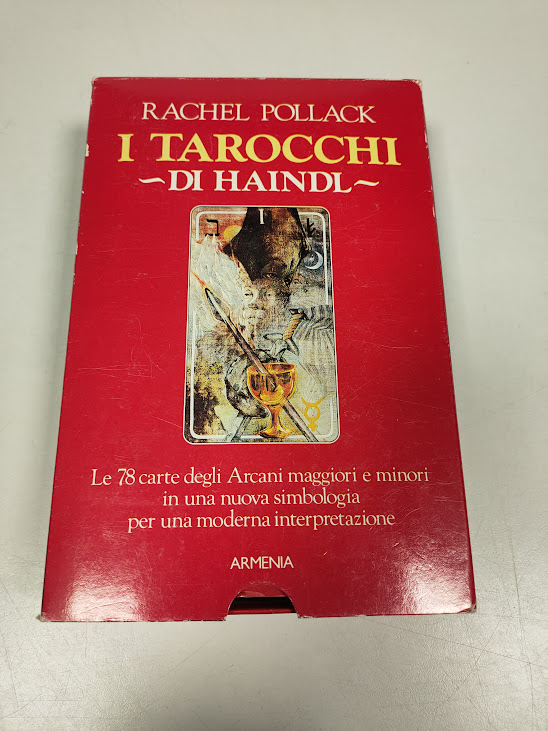 RACHEL POLLACK
I TAROCCHI
~DI HAINDL~
I
ב
Le 78 carte degli Arcani maggiori e minori
in una nuova simbologia
per una moderna interpretazione
ARMENIA